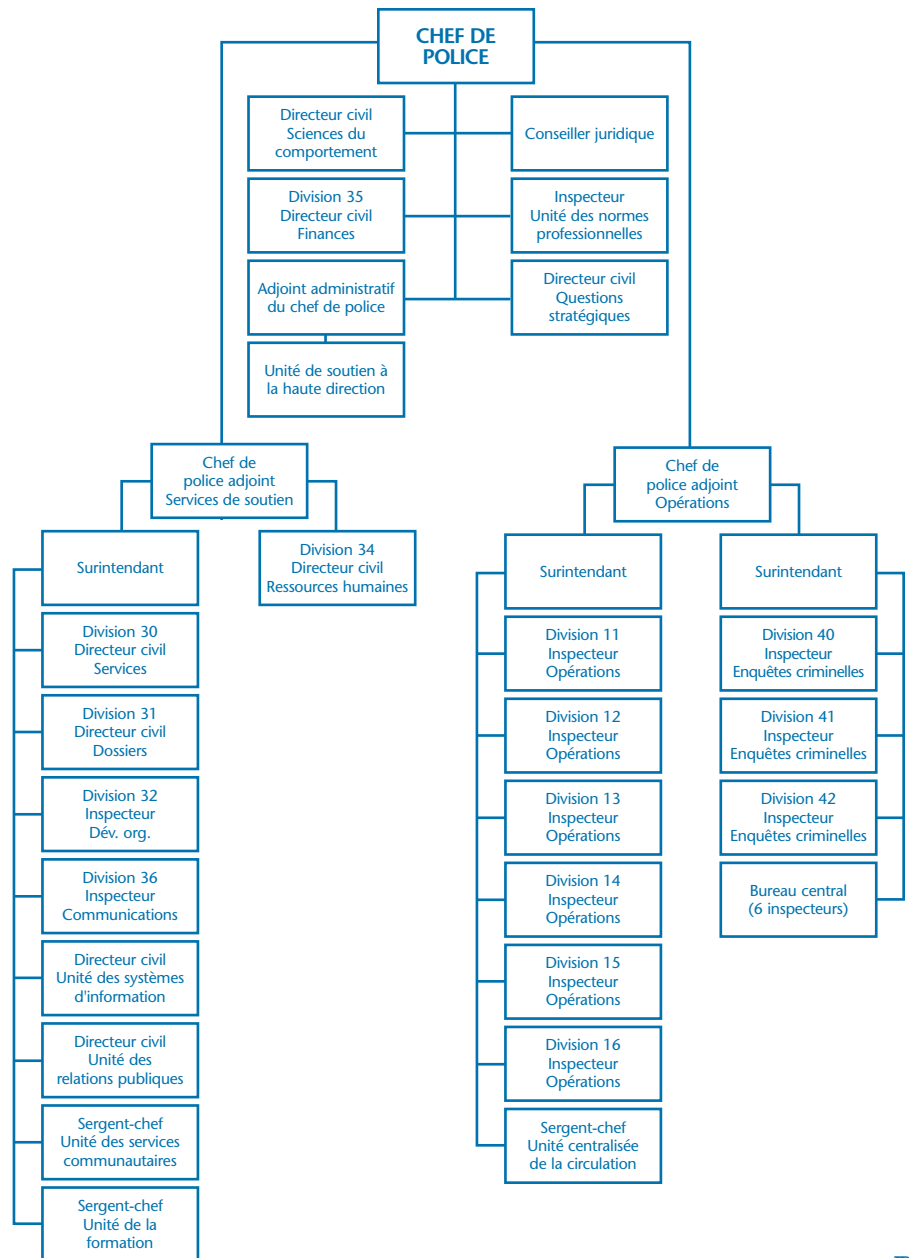 CHEF DE
POLICE
Directeur civil
Sciences du
comportement
Conseiller juridique
Division 35
Directeur civil
Finances
Inspecteur
Unité des normes
professionnelles
Adjoint administratif
du chef de police
Directeur civil
Questions
stratégiques
Unité de soutien à
la haute direction
Chef de
police adjoint
Services de soutien
Surintendant
Division 34
Directeur civil
Ressources humaines
Division 30
Directeur civil
Services
Division 31
Directeur civil
Dossiers
Division 32
Inspecteur
Dév. org.
Division 36
Inspecteur
Communications
Directeur civil
Unité des systèmes
d'information
Directeur civil
Unité des
relations publiques
Sergent-chef
Unité des services
communautaires
Sergent-chef
Unité de la
formation
Chef de
police adjoint
Opérations
Surintendant
Division 11
Inspecteur
Opérations
Division 12
Inspecteur
Opérations
Division 13
Inspecteur
Opérations
Division 14
Inspecteur
Opérations
Division 15
Inspecteur
Opérations
Division 16
Inspecteur
Opérations
Sergent-chef
Unité centralisée
de la circulation
Surintendant
Division 40
Inspecteur
Enquêtes criminelles
Division 41
Inspecteur
Enquêtes criminelles
Division 42
Inspecteur
Enquêtes criminelles
Bureau central
(6 inspecteurs)